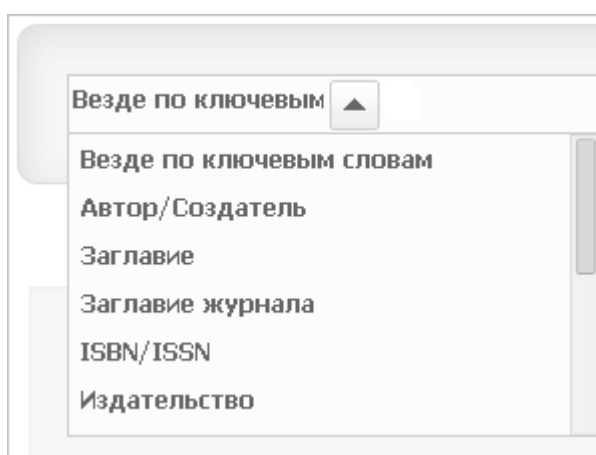 Везде по ключевым
Везде по ключевым словам
Автор/Создатель
Заглавие
Заглавие журнала
ISBN/ISSN
Издательство